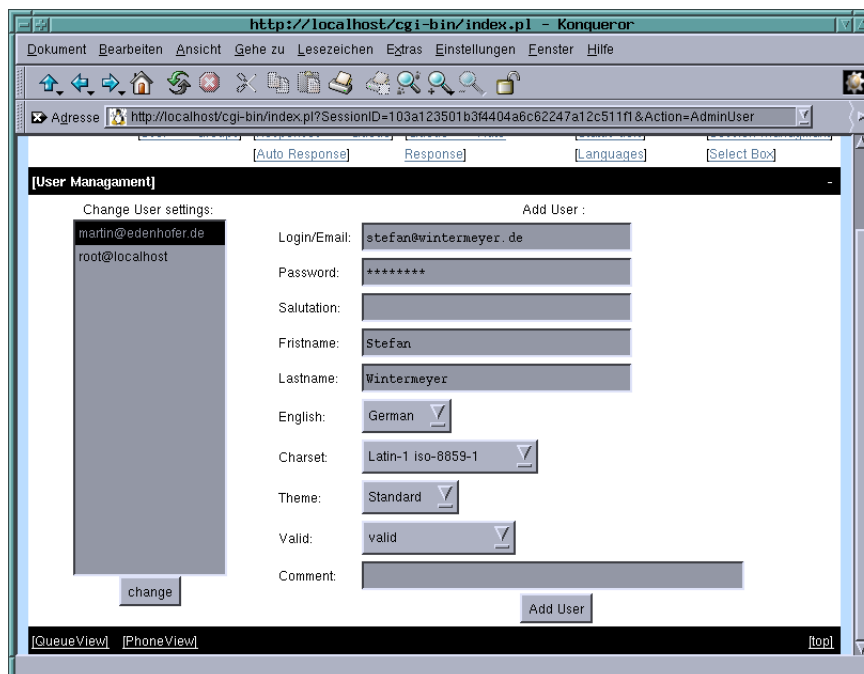 http://localhost/cgi-bin/index.pl - Konqueror
Dokument Bearbeiten Ansicht Gehe zu Lesezeichen Extras Einstellungen Fenster Hilfe
Adresse http://localhost/cgi-bin/index.pl?SessionID=103a123501b3f4404a6c62247a12c511f1&Action=AdminUser
[Auto Response] Response] [Languages] [Select Box]
[User Managament] -
Change User settings: Add User :
martin@edenhofer.de
root@localhost
Login/Email: stefan@wintermeyer.de
Password: ********
Salutation:
Fristname: Stefan
Lastname: Wintermeyer
English: German
Charset: Latin-1 iso-8859-1
Theme: Standard
Valid: valid
Comment:
change
Add User
[QueueView] [PhoneView] [top]